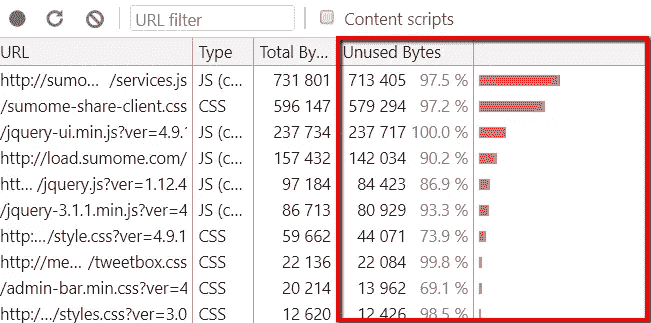 URL filter Content scripts
URL Type Total By... Unused Bytes
http://sumo... /services.js JS (c... 731 801 713 405 97.5 %
/sumome-share-client.css CSS 596 147 579 294 97.2 %
/jquery-ui.min.js?ver=4.9.1 JS (c... 237 734 237 717 100.0 %
http://load.sumome.com/ JS (c... 157 432 142 034 90.2 %
htt... /jquery.js?ver=1.12.4 JS (c... 97 184 84 423 86.9 %
/jquery-3.1.1.min.js?ver=4 JS (c... 86 713 80 929 93.3 %
http:.../style.css?ver=4.9.1 CSS 59 662 44 071 73.9 %
http://me... /tweetbox.css CSS 22 136 22 084 99.8 %
/admin-bar.min.css?ver=4 CSS 20 214 13 962 69.1 %
http:/... /styles.css?ver=3.0 CSS 12 620 12 426 98.5 %